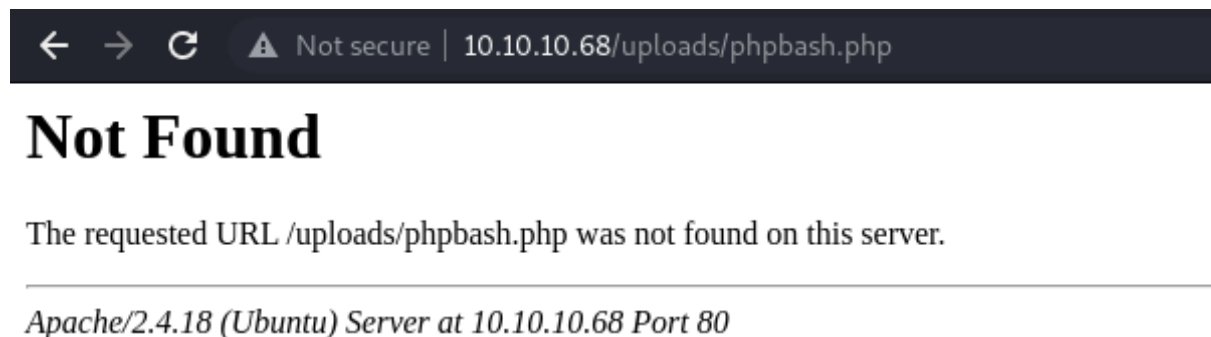 Not secure | 10.10.10.68/uploads/phpbash.php
Not Found
The requested URL /uploads/phpbash.php was not found on this server.
Apache/2.4.18 (Ubuntu) Server at 10.10.10.68 Port 80